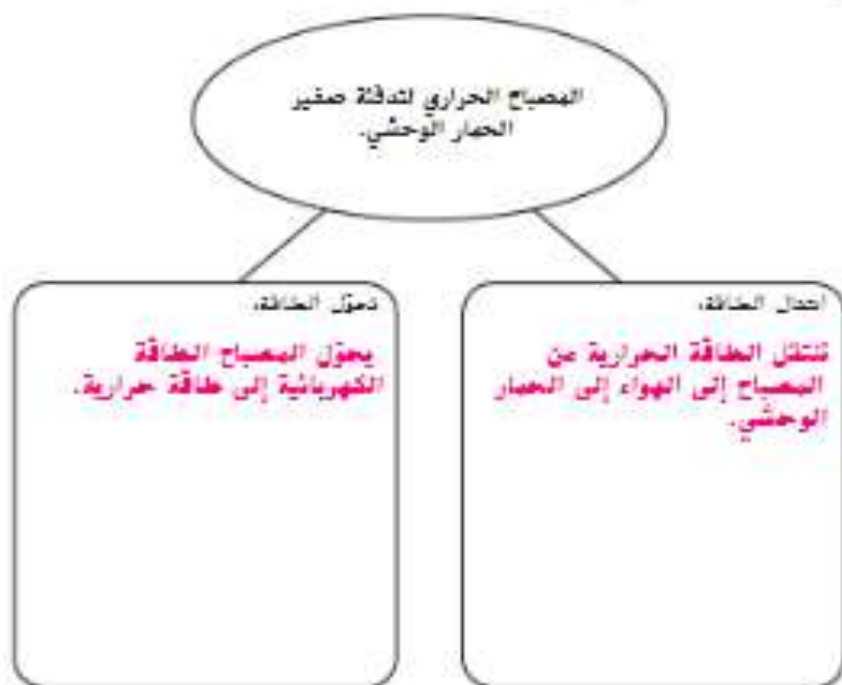 المصباح الحراري لتدفئة صغير
الحمار الوحشي.
انتقال الطاقة:
تنتقل الطاقة الحرارية من
المصباح إلى الهواء إلى الحمار
الوحشي.
تحوّل الطاقة:
يحوّل المصباح الطاقة
الكهربائية إلى طاقة حرارية.